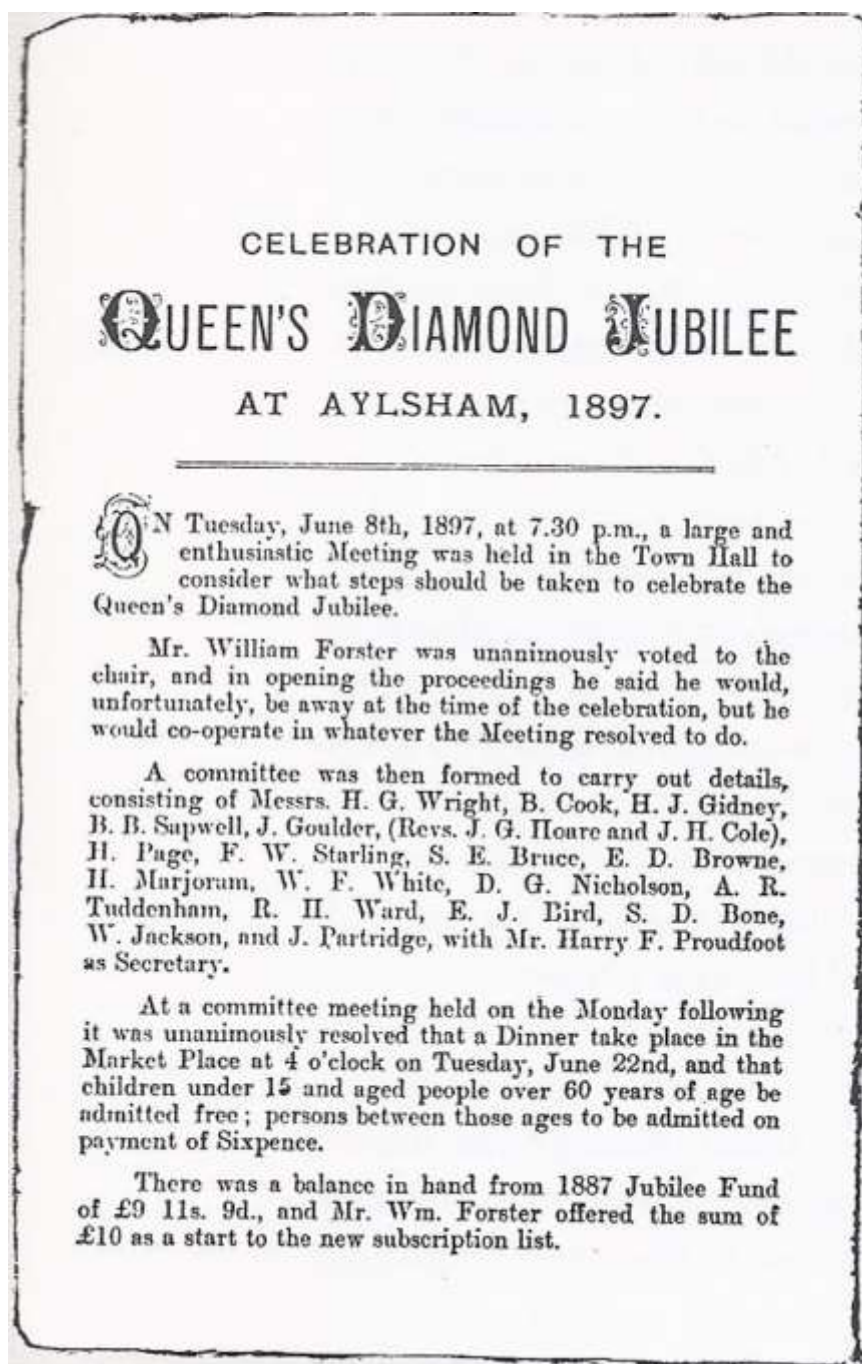 CELEBRATION OF THE
QUEEN'S DIAMOND JUBILEE
AT AYLSHAM, 1897.
ON Tuesday, June 8th, 1897, at 7.30 p.m., a large and
enthusiastic Meeting was held in the Town Hall to
consider what steps should be taken to celebrate the
Queen's Diamond Jubilee.
Mr. William Forster was unanimously voted to the
chair, and in opening the proceedings he said he would,
unfortunately, be away at the time of the celebration, but he
would co-operate in whatever the Meeting resolved to do.
A committee was then formed to carry out details,
consisting of Messrs. H. G. Wright, B. Cook, H. J. Gidney,
B. B. Sapwell, J. Goulder, (Revs. J. G. Hoare and J. H. Cole),
H. Page, F. W. Starling, S. E. Bruce, E. D. Browne,
H. Marjoram, W. F. White, D. G. Nicholson, A. R.
Tuddenham, R. H. Ward, E. J. Bird, S. D. Bone,
W. Jackson, and J. Partridge, with Mr. Harry F. Proudfoot
as Secretary.
At a committee meeting held on the Monday following
it was unanimously resolved that a Dinner take place in the
Market Place at 4 o'clock on Tuesday, June 22nd, and that
children under 15 and aged people over 60 years of age be
admitted free; persons between those ages to be admitted on
payment of Sixpence.
There was a balance in hand from 1887 Jubilee Fund
of £9 11s. 9d., and Mr. Wm. Forster offered the sum of
£10 as a start to the new subscription list.